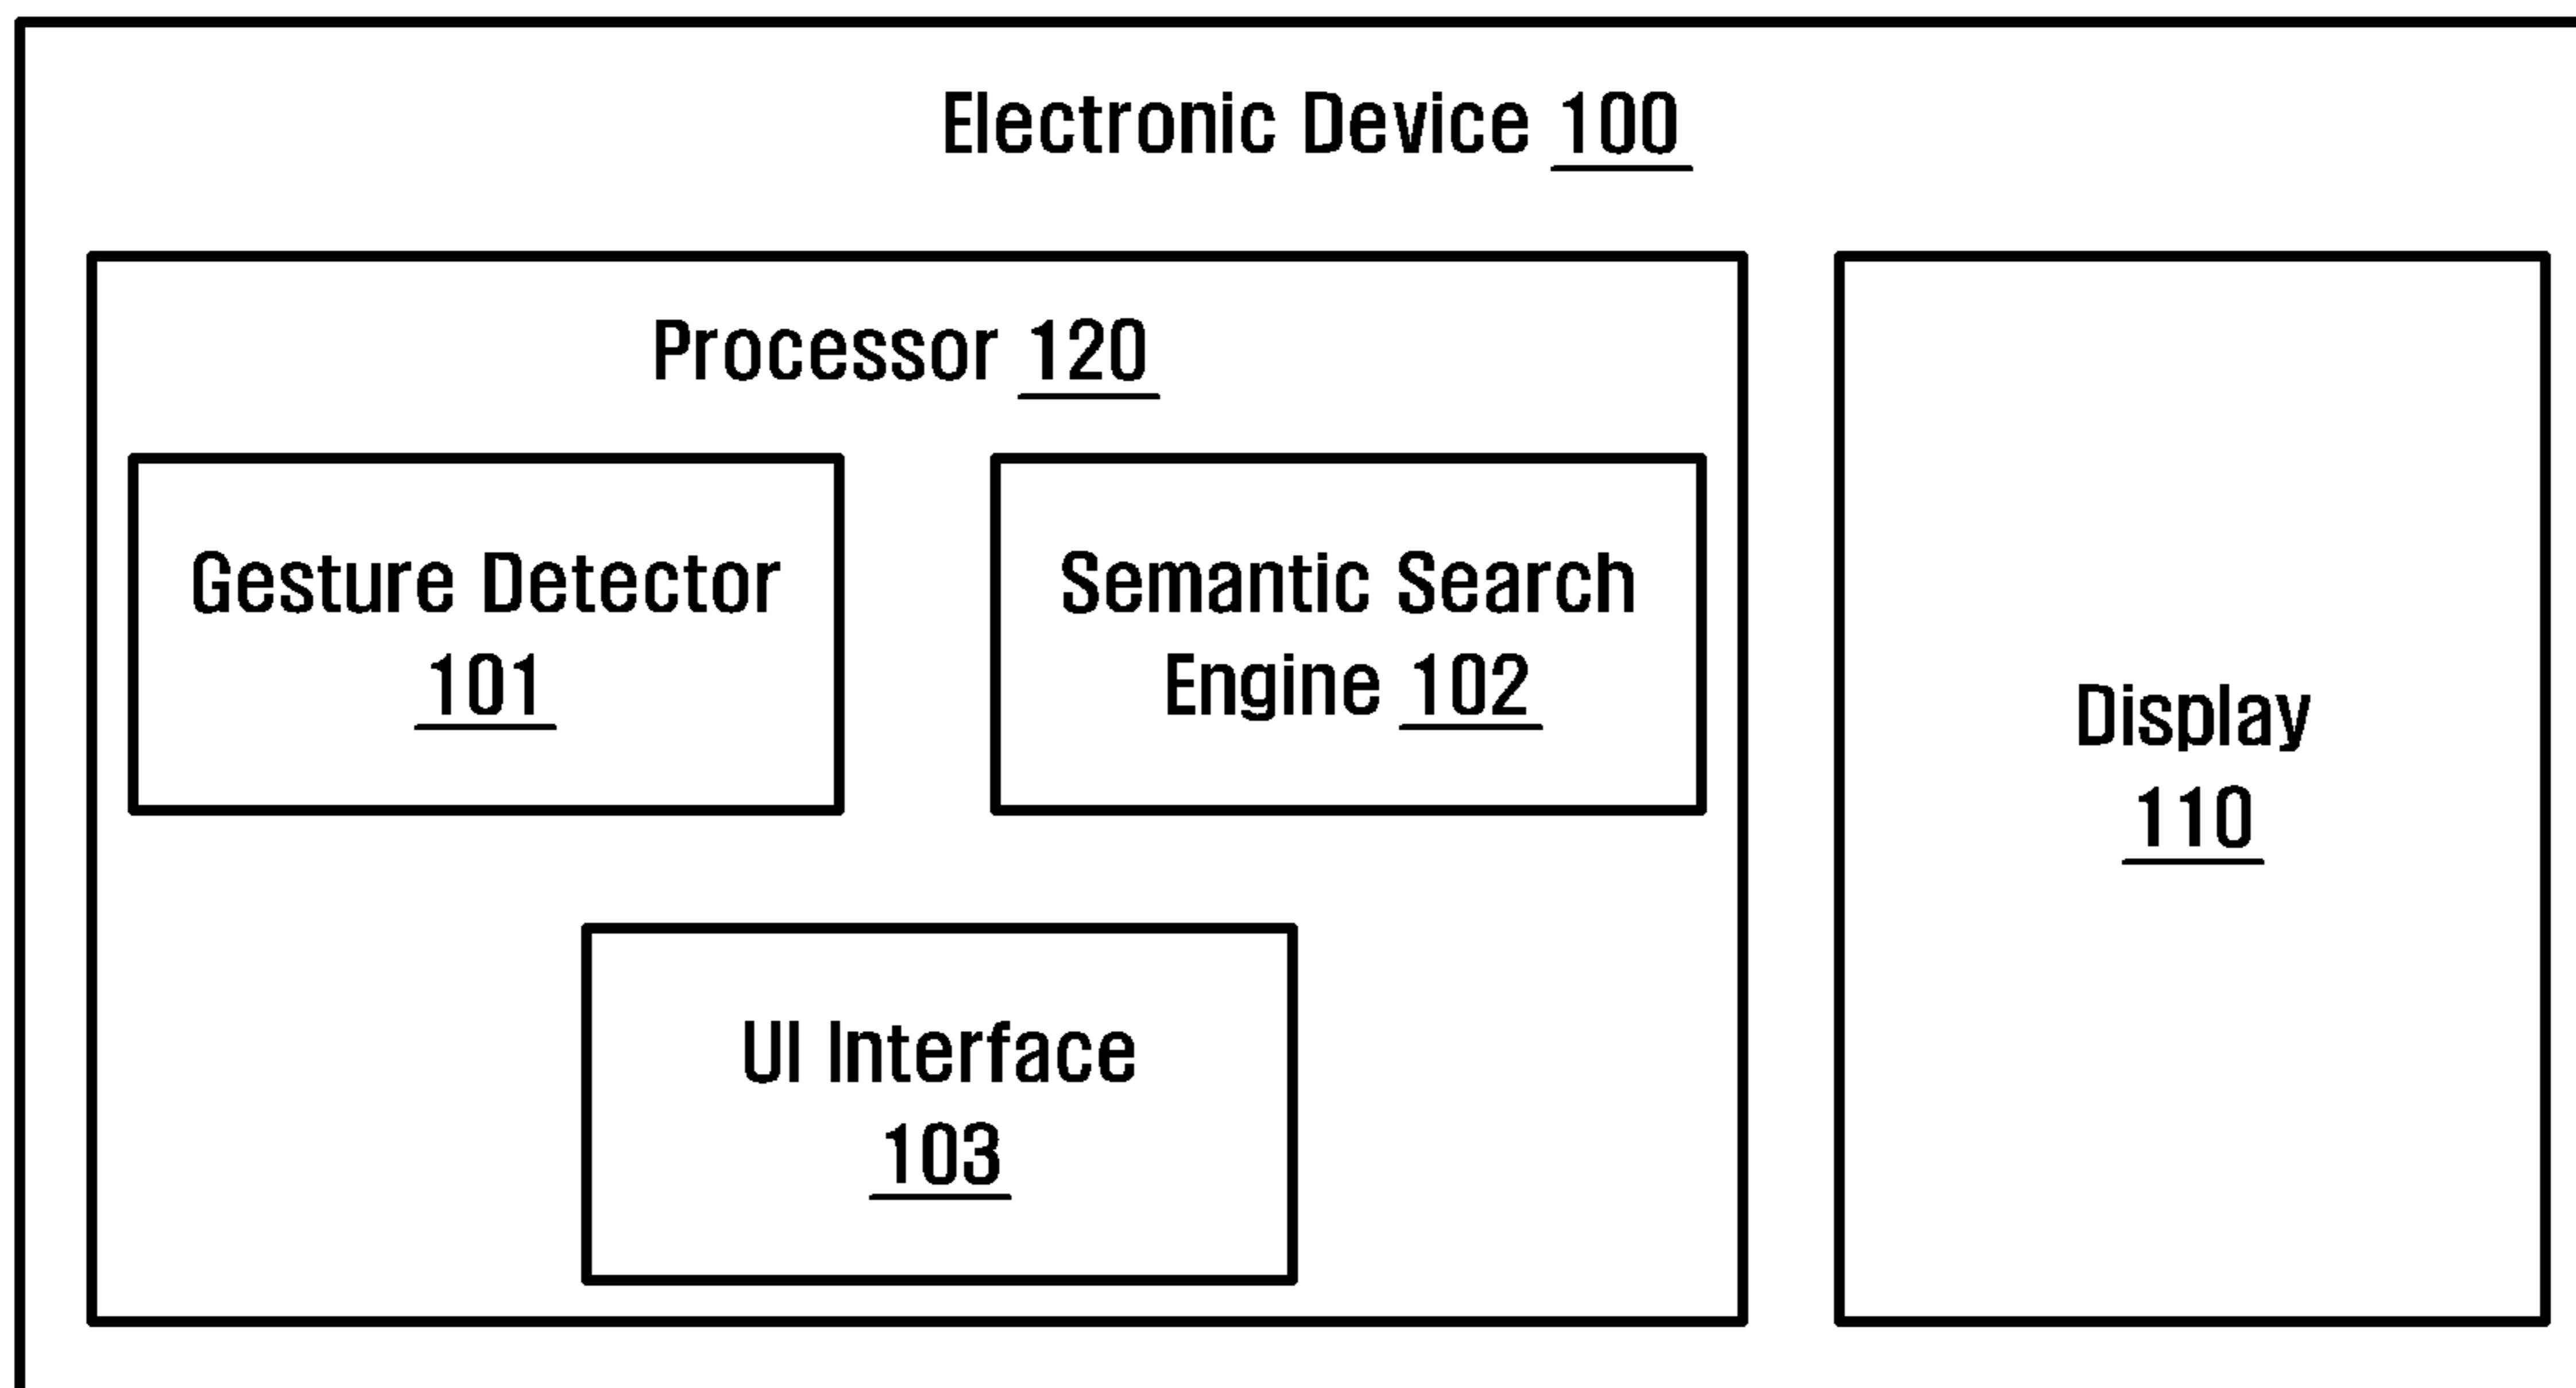 Electronic Device 100
Processor 120
Gesture Detector
101
Semantic Search
Engine 102
UI Interface
103
Display
110